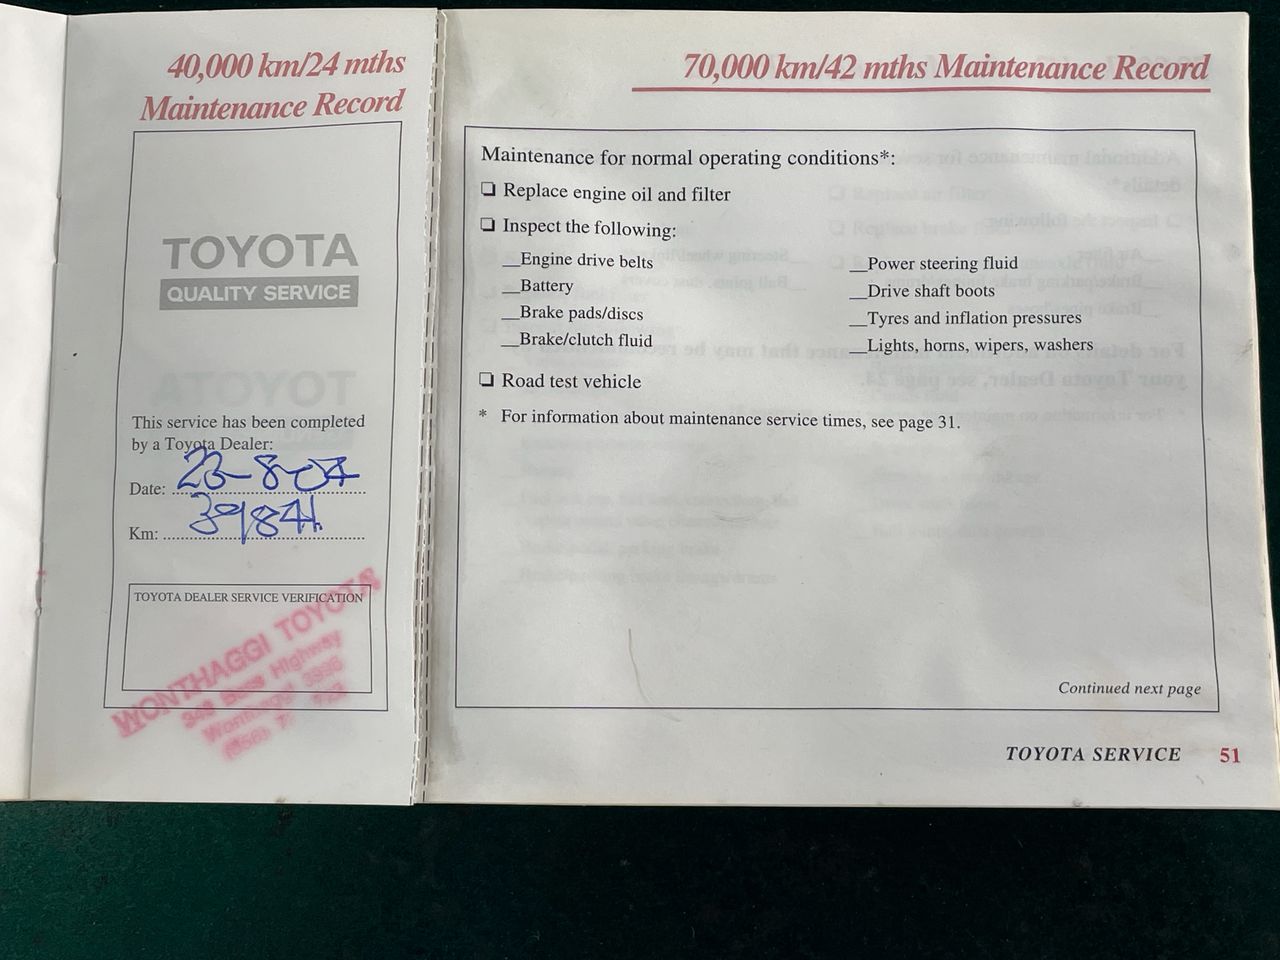 40,000 km/24 mths
Maintenance Record
TOYOTA
QUALITY SERVICE
This service has been completed
by a Toyota Dealer:
Date: 23-8-04
Km: 39841
TOYOTA DEALER SERVICE VERIFICATION
WONTHAGGI TOYOTA
Bass Highway
Wonthaggi
70,000 km/42 mths Maintenance Record
Maintenance for normal operating conditions*:
❏ Replace engine oil and filter
❏ Inspect the following:
__Engine drive belts
__Battery
__Brake pads/discs
__Brake/clutch fluid
__Power steering fluid
__Drive shaft boots
__Tyres and inflation pressures
__Lights, horns, wipers, washers
❏ Road test vehicle
* For information about maintenance service times, see page 31.
Continued next page
TOYOTA SERVICE 51